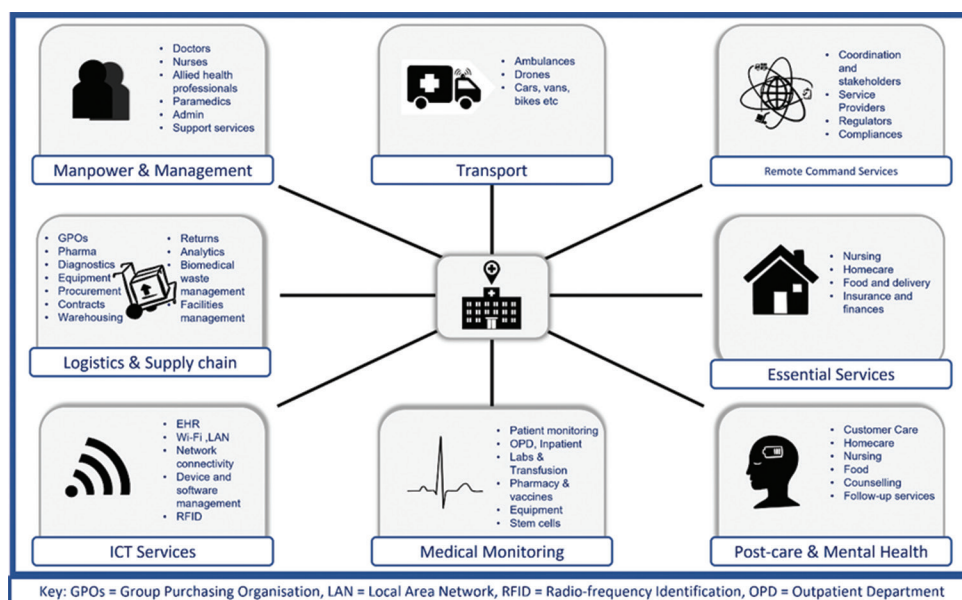 Doctors
Nurses
Allied health
professionals
Paramedics
Admin
Support services
Manpower & Management
Ambulances
Drones
Cars, vans,
bikes etc
Transport
Coordination
and
stakeholders
Service
Providers
Regulators
Compliances
Remote Command Services
GPOs
Pharma
Diagnostics
Equipment
Procurement
Contracts
Warehousing
Returns
Analytics
Biomedical
waste
management
Facilities
management
Logistics & Supply chain
Nursing
Homecare
Food and delivery
Insurance and
finances
Essential Services
EHR
Wi-Fi ,LAN
Network
connectivity
Device and
software
management
RFID
ICT Services
Patient monitoring
OPD, Inpatient
Labs &
Transfusion
Pharmacy &
vaccines
Equipment
Stem cells
Medical Monitoring
Customer Care
Homecare
Nursing
Food
Counselling
Follow-up services
Post-care & Mental Health
Key: GPOs = Group Purchasing Organisation, LAN = Local Area Network, RFID = Radio-frequency Identification, OPD = Outpatient Department